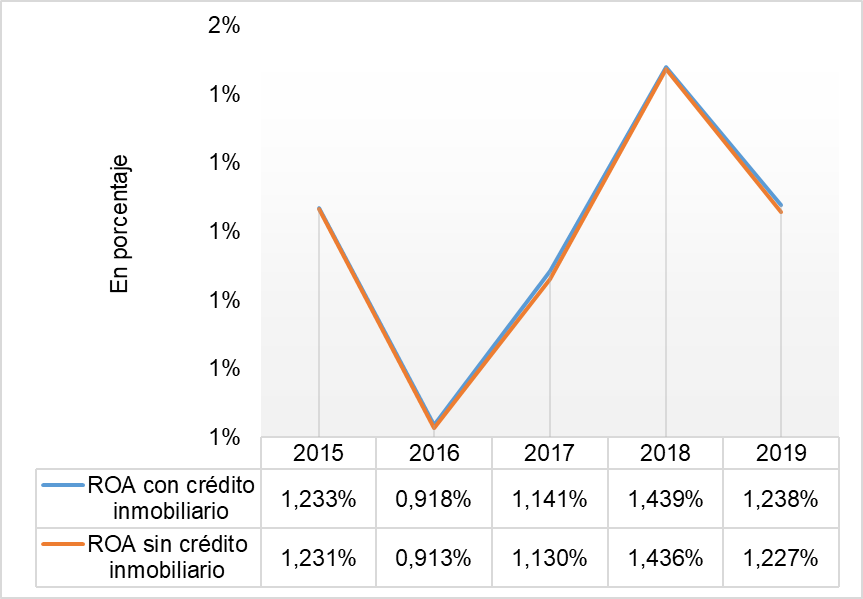 2%
1%
1%
1%
1%
1%
1%
En porcentaje
2015 2016 2017 2018 2019
ROA con crédito
inmobiliario
1,233% 0,918% 1,141% 1,439% 1,238%
ROA sin crédito
inmobiliario
1,231% 0,913% 1,130% 1,436% 1,227%